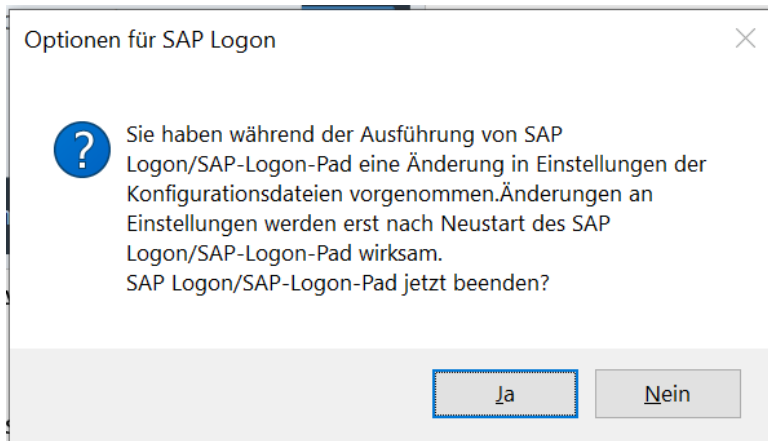 Optionen für SAP Logon
Sie haben während der Ausführung von SAP
Logon/SAP-Logon-Pad eine Änderung in Einstellungen der
Konfigurationsdateien vorgenommen.Änderungen an
Einstellungen werden erst nach Neustart des SAP
Logon/SAP-Logon-Pad wirksam.
SAP Logon/SAP-Logon-Pad jetzt beenden?
Ja
Nein